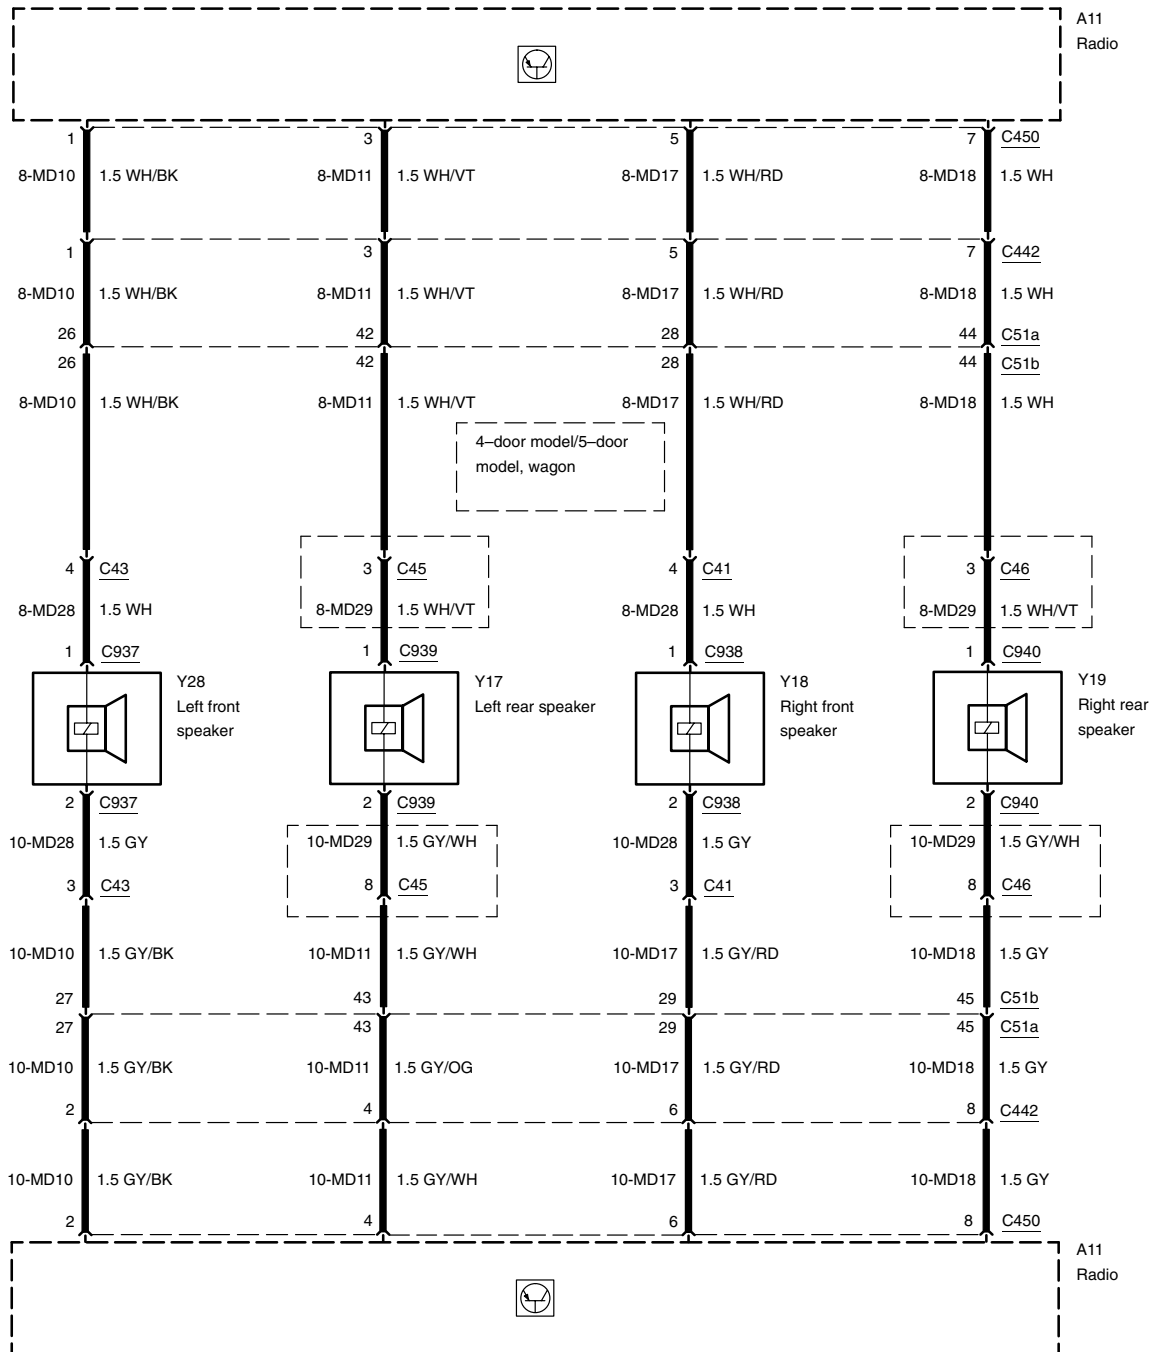 A11
Radio
1 3 5 7 C450
8-MD10 1.5 WH/BK 8-MD11 1.5 WH/VT 8-MD17 1.5 WH/RD 8-MD18 1.5 WH
1 3 5 7 C442
8-MD10 1.5 WH/BK 8-MD11 1.5 WH/VT 8-MD17 1.5 WH/RD 8-MD18 1.5 WH
26 42 28 44 C51a
26 42 28 44 C51b
8-MD10 1.5 WH/BK 8-MD11 1.5 WH/VT 8-MD17 1.5 WH/RD 8-MD18 1.5 WH
4–door model/5–door
model, wagon
4 C43 3 C45 4 C41 3 C46
8-MD28 1.5 WH 8-MD29 1.5 WH/VT 8-MD28 1.5 WH 8-MD29 1.5 WH/VT
1 C937 1 C939 1 C938 1 C940
Y28
Left front
speaker
Y17
Left rear speaker
Y18
Right front
speaker
Y19
Right rear
speaker
2 C937 2 C939 2 C938 2 C940
10-MD28 1.5 GY 10-MD29 1.5 GY/WH 10-MD28 1.5 GY 10-MD29 1.5 GY/WH
3 C43 8 C45 3 C41 8 C46
10-MD10 1.5 GY/BK 10-MD11 1.5 GY/WH 10-MD17 1.5 GY/RD 10-MD18 1.5 GY
27 43 29 45 C51b
27 43 29 45 C51a
10-MD10 1.5 GY/BK 10-MD11 1.5 GY/OG 10-MD17 1.5 GY/RD 10-MD18 1.5 GY
2 4 6 8 C442
10-MD10 1.5 GY/BK 10-MD11 1.5 GY/WH 10-MD17 1.5 GY/RD 10-MD18 1.5 GY
2 4 6 8 C450
A11
Radio